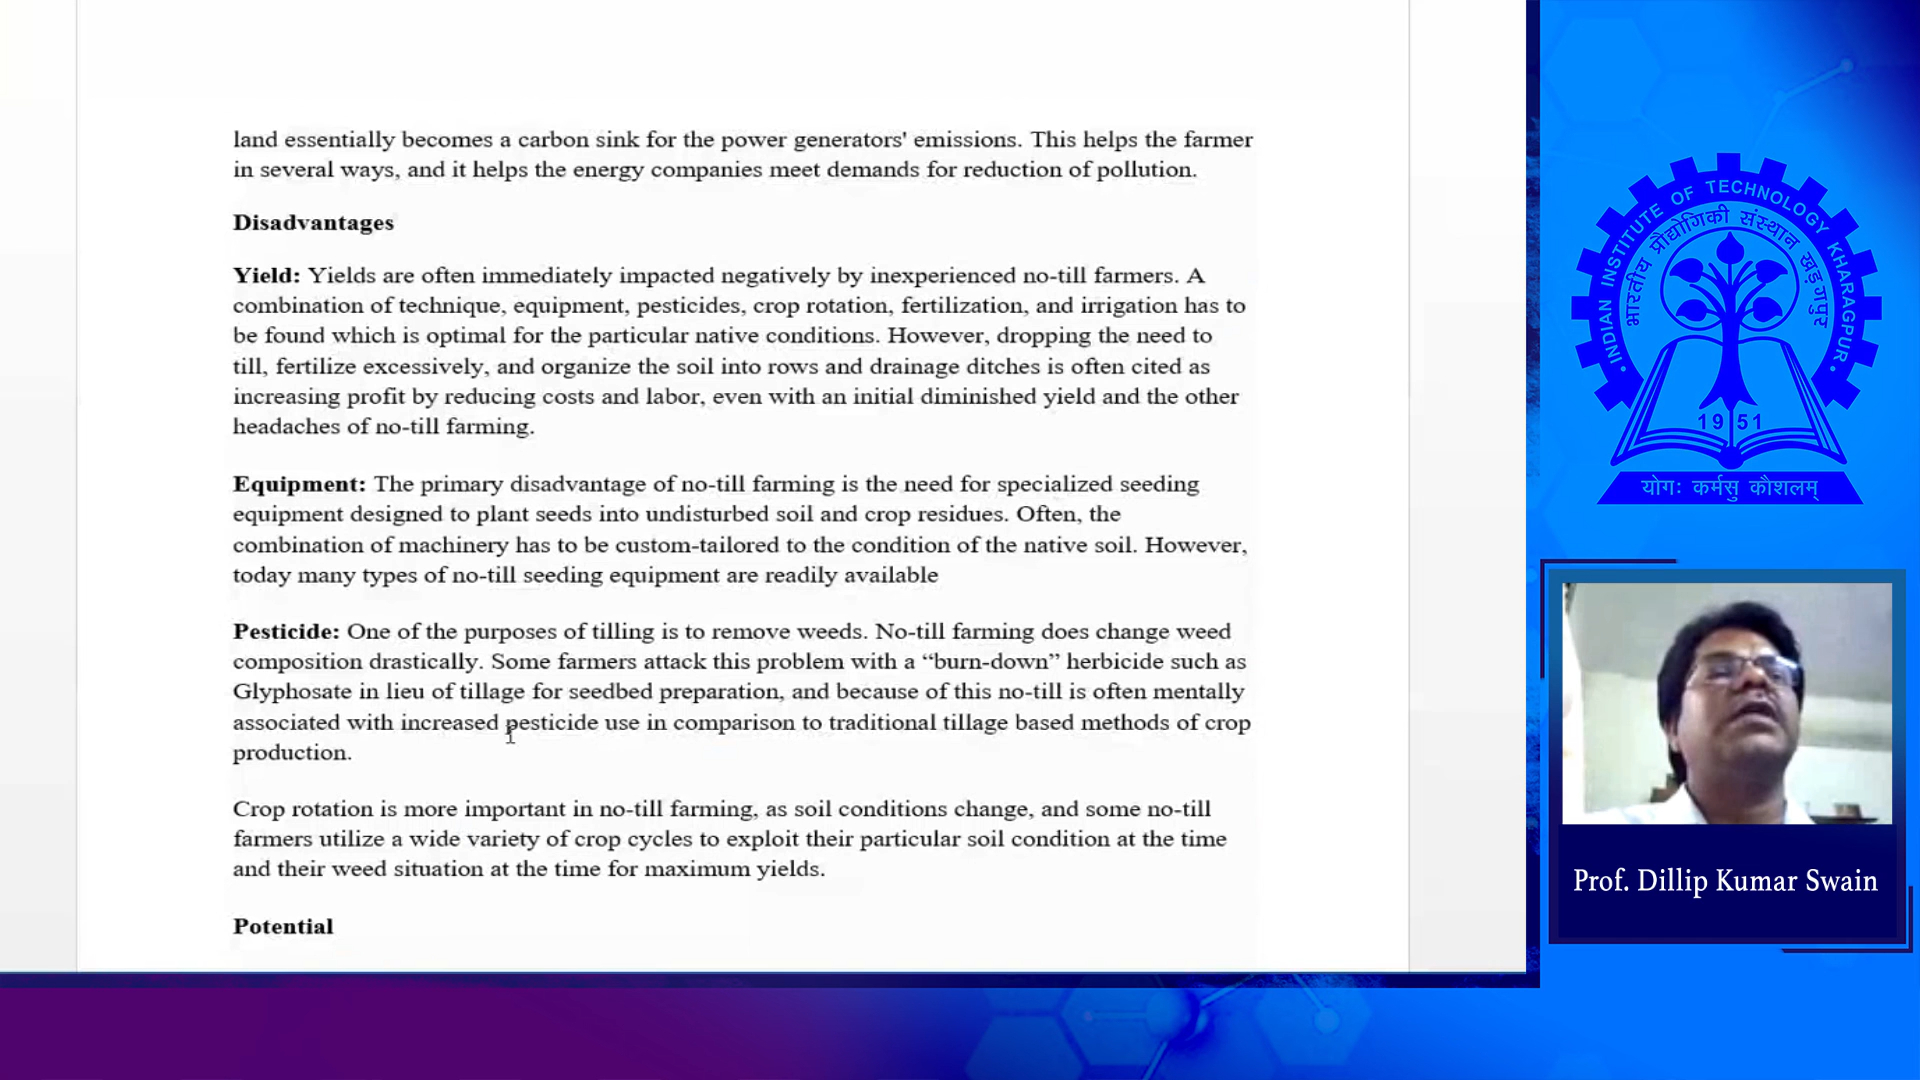 land essentially becomes a carbon sink for the power generators' emissions. This helps the farmer
in several ways, and it helps the energy companies meet demands for reduction of pollution.
Disadvantages
Yield: Yields are often immediately impacted negatively by inexperienced no-till farmers. A
combination of technique, equipment, pesticides, crop rotation, fertilization, and irrigation has to
be found which is optimal for the particular native conditions. However, dropping the need to
till, fertilize excessively, and organize the soil into rows and drainage ditches is often cited as
increasing profit by reducing costs and labor, even with an initial diminished yield and the other
headaches of no-till farming.
Equipment: The primary disadvantage of no-till farming is the need for specialized seeding
equipment designed to plant seeds into undisturbed soil and crop residues. Often, the
combination of machinery has to be custom-tailored to the condition of the native soil. However,
today many types of no-till seeding equipment are readily available
Pesticide: One of the purposes of tilling is to remove weeds. No-till farming does change weed
composition drastically. Some farmers attack this problem with a “burn-down” herbicide such as
Glyphosate in lieu of tillage for seedbed preparation, and because of this no-till is often mentally
associated with increased pesticide use in comparison to traditional tillage based methods of crop
production.
Crop rotation is more important in no-till farming, as soil conditions change, and some no-till
farmers utilize a wide variety of crop cycles to exploit their particular soil condition at the time
and their weed situation at the time for maximum yields.
Potential
INDIAN INSTITUTE OF TECHNOLOGY KHARAGPUR
भारतीय प्रौद्योगिकी संस्थान खड़गपुर
1951
योगः कर्मसु कौशलम्
Prof. Dillip Kumar Swain